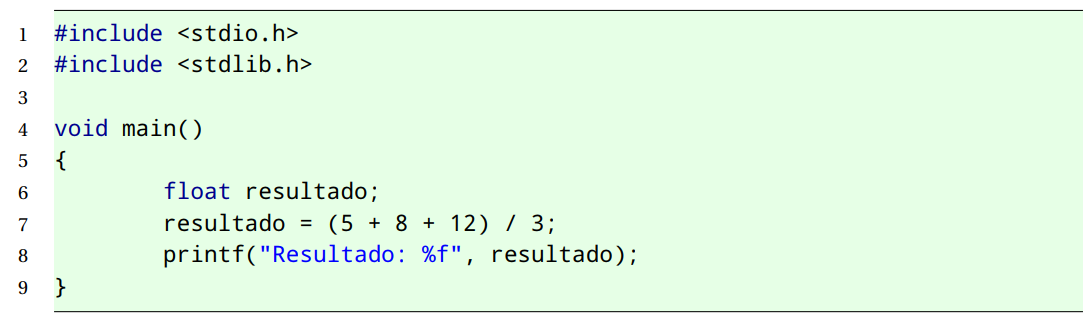 1 #include <stdio.h>
2 #include <stdlib.h>
3
4 void main()
5 {
6 float resultado;
7 resultado = (5 + 8 + 12) / 3;
8 printf("Resultado: %f", resultado);
9 }